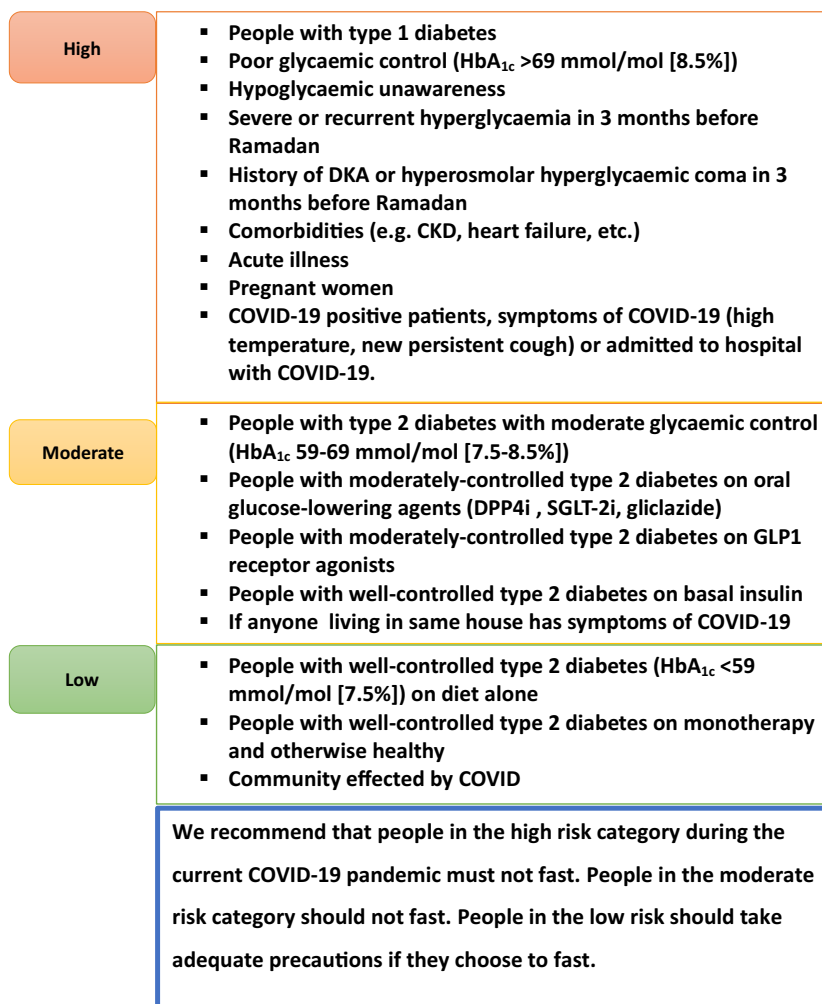 High
▪ People with type 1 diabetes
▪ Poor glycaemic control (HbA1c >69 mmol/mol [8.5%])
▪ Hypoglycaemic unawareness
▪ Severe or recurrent hyperglycaemia in 3 months before
Ramadan
▪ History of DKA or hyperosmolar hyperglycaemic coma in 3
months before Ramadan
▪ Comorbidities (e.g. CKD, heart failure, etc.)
▪ Acute illness
▪ Pregnant women
▪ COVID-19 positive patients, symptoms of COVID-19 (high
temperature, new persistent cough) or admitted to hospital
with COVID-19.
Moderate
▪ People with type 2 diabetes with moderate glycaemic control
(HbA1c 59-69 mmol/mol [7.5-8.5%])
▪ People with moderately-controlled type 2 diabetes on oral
glucose-lowering agents (DPP4i , SGLT-2i, gliclazide)
▪ People with moderately-controlled type 2 diabetes on GLP1
receptor agonists
▪ People with well-controlled type 2 diabetes on basal insulin
▪ If anyone living in same house has symptoms of COVID-19
Low
▪ People with well-controlled type 2 diabetes (HbA1c <59
mmol/mol [7.5%]) on diet alone
▪ People with well-controlled type 2 diabetes on monotherapy
and otherwise healthy
▪ Community effected by COVID
We recommend that people in the high risk category during the
current COVID-19 pandemic must not fast. People in the moderate
risk category should not fast. People in the low risk should take
adequate precautions if they choose to fast.